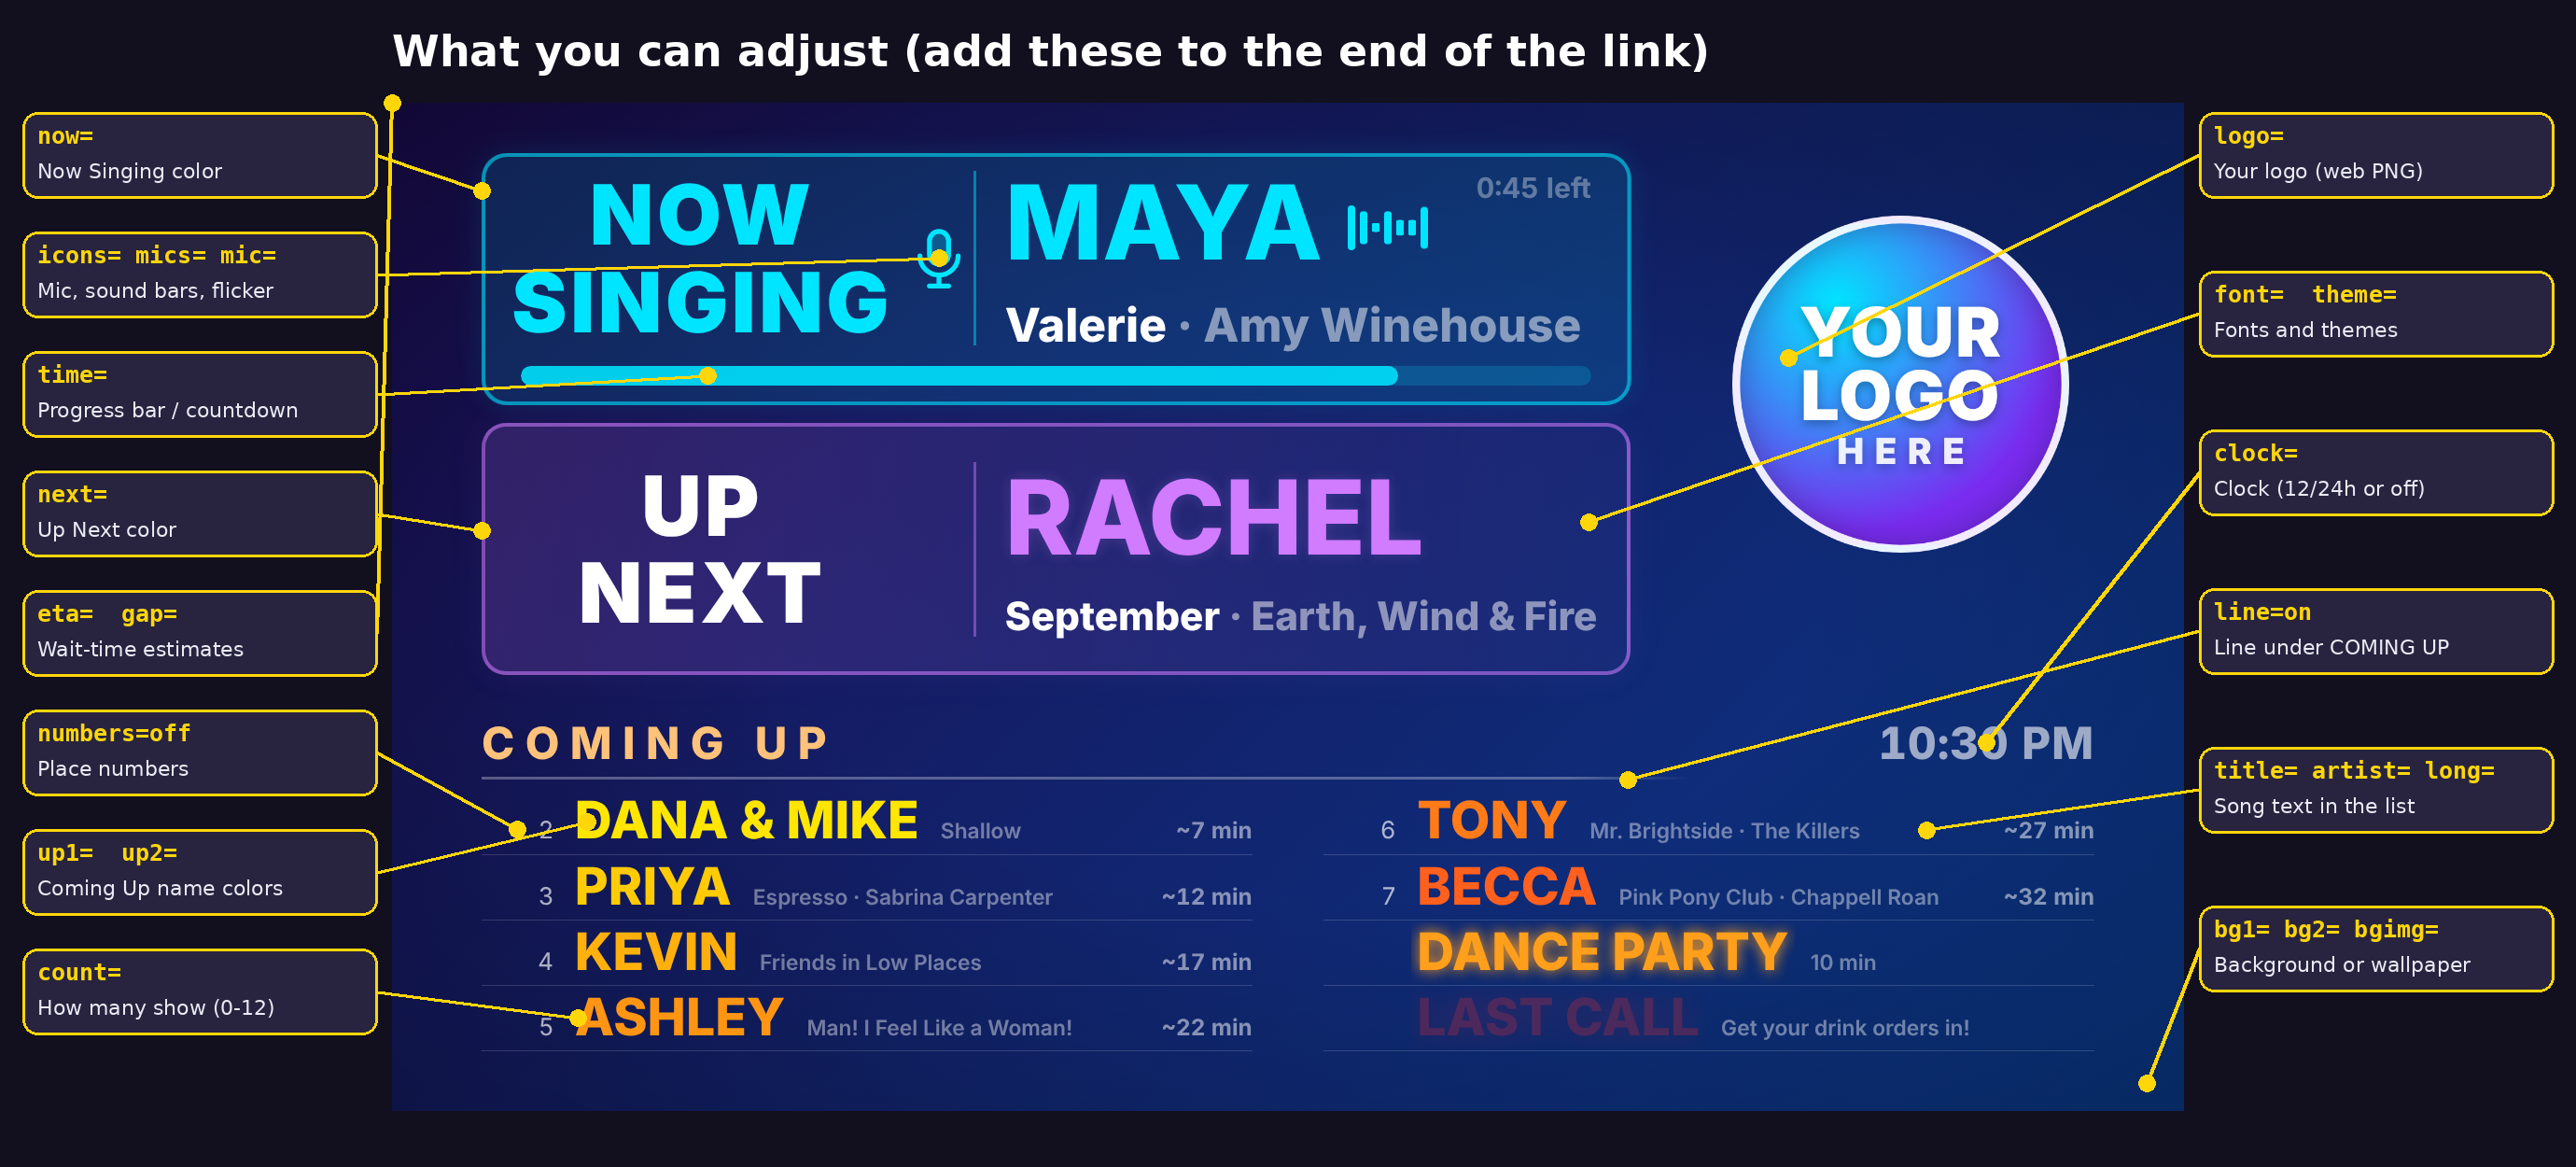 What you can adjust (add these to the end of the link)
now=
Now Singing color
icons= mics= mic=
Mic, sound bars, flicker
time=
Progress bar / countdown
next=
Up Next color
eta=  gap=
Wait-time estimates
numbers=off
Place numbers
up1=  up2=
Coming Up name colors
count=
How many show (0-12)
NOW
SINGING
MAYA
0:45 left
Valerie · Amy Winehouse
UP
NEXT
RACHEL
September · Earth, Wind & Fire
YOUR
LOGO
HERE
COMING UP
10:30 PM
2 DANA & MIKE Shallow ~7 min
3 PRIYA Espresso · Sabrina Carpenter ~12 min
4 KEVIN Friends in Low Places ~17 min
5 ASHLEY Man! I Feel Like a Woman! ~22 min
6 TONY Mr. Brightside · The Killers ~27 min
7 BECCA Pink Pony Club · Chappell Roan ~32 min
DANCE PARTY 10 min
LAST CALL Get your drink orders in!
logo=
Your logo (web PNG)
font=  theme=
Fonts and themes
clock=
Clock (12/24h or off)
line=on
Line under COMING UP
title= artist= long=
Song text in the list
bg1= bg2= bgimg=
Background or wallpaper